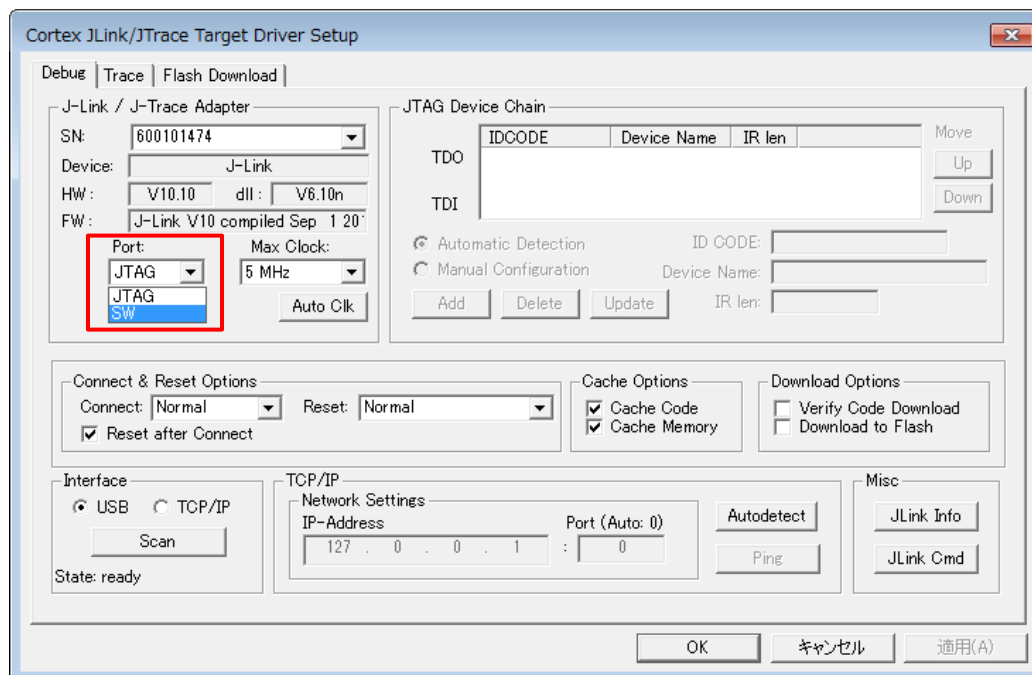 Cortex JLink/JTrace Target Driver Setup
Debug Trace Flash Download
J-Link / J-Trace Adapter
SN: 600101474
Device: J-Link
HW : V10.10 dll : V6.10n
FW : J-Link V10 compiled Sep 1 20
Port: Max Clock:
JTAG 5 MHz
JTAG
SW
Auto Clk
JTAG Device Chain
IDCODE Device Name IR len
TDO
TDI
Move
Up
Down
Automatic Detection
Manual Configuration
ID CODE:
Device Name:
IR len:
Add Delete Update
Connect & Reset Options
Connect: Normal Reset: Normal
Reset after Connect
Cache Options
Cache Code
Cache Memory
Download Options
Verify Code Download
Download to Flash
Interface
USB TCP/IP
Scan
State: ready
TCP/IP
Network Settings
IP-Address Port (Auto: 0)
127 . 0 . 0 . 1 : 0
Autodetect
Ping
Misc
JLink Info
JLink Cmd
OK キャンセル 適用(A)